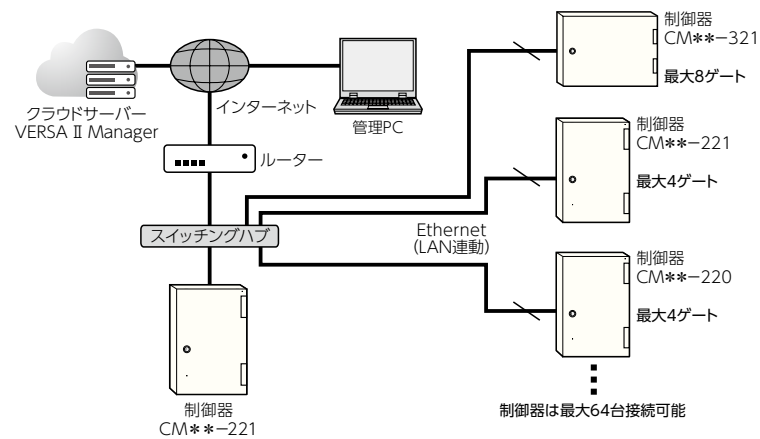 クラウドサーバー
VERSA Ⅱ Manager
インターネット
管理PC
ルーター
スイッチングハブ
Ethernet
(LAN連動)
制御器
CM**−321
最大8ゲート
制御器
CM**−221
最大4ゲート
制御器
CM**−220
最大4ゲート
制御器は最大64台接続可能
制御器
CM**−221